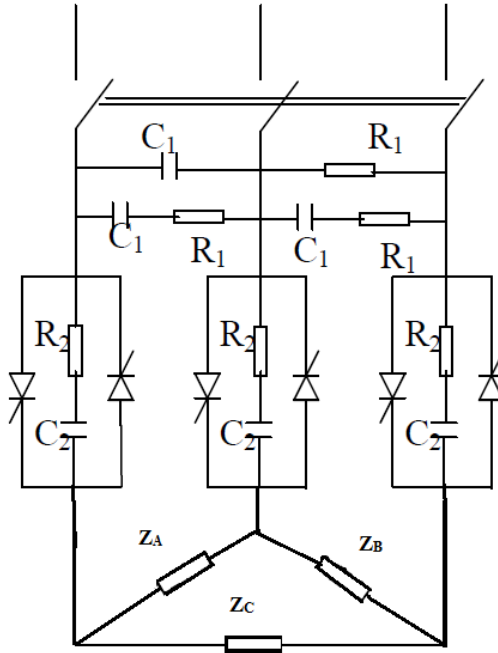 C₁ R₁
C₁ R₁ C₁ R₁
R₂ R₂ R₂
C₂ C₂ C₂
ZA ZB
ZC